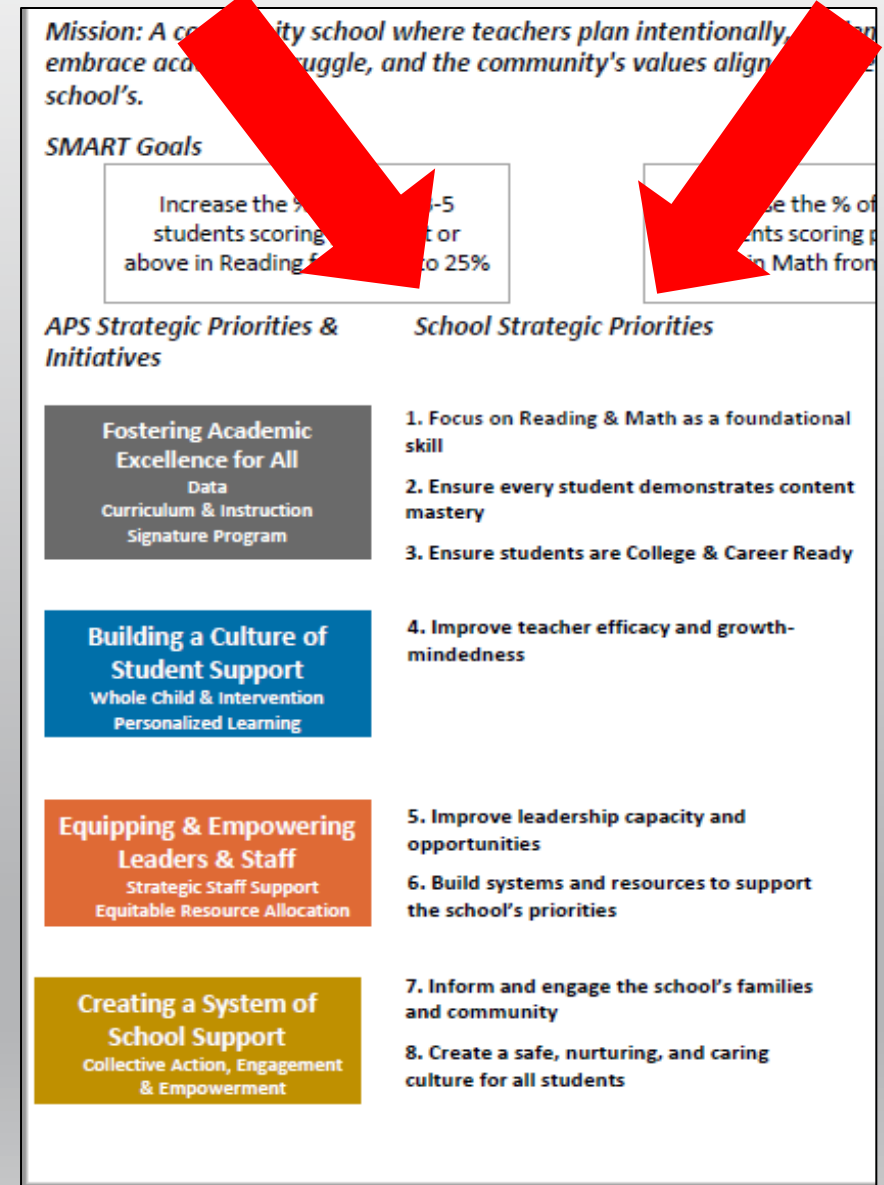 Mission: A ity school where teachers plan intentionally,
embrace uggle, and the community's values align
school's.
SMART Goals
Increase the -5
students scoring t or
above in Reading to 25%
se the % of
nts scoring
in Math from
APS Strategic Priorities &
Initiatives
School Strategic Priorities
Fostering Academic
Excellence for All
Data
Curriculum & Instruction
Signature Program
1. Focus on Reading & Math as a foundational
skill
2. Ensure every student demonstrates content
mastery
3. Ensure students are College & Career Ready
Building a Culture of
Student Support
Whole Child & Intervention
Personalized Learning
4. Improve teacher efficacy and growth-
mindedness
Equipping & Empowering
Leaders & Staff
Strategic Staff Support
Equitable Resource Allocation
5. Improve leadership capacity and
opportunities
6. Build systems and resources to support
the school's priorities
Creating a System of
School Support
Collective Action, Engagement
& Empowerment
7. Inform and engage the school's families
and community
8. Create a safe, nurturing, and caring
culture for all students